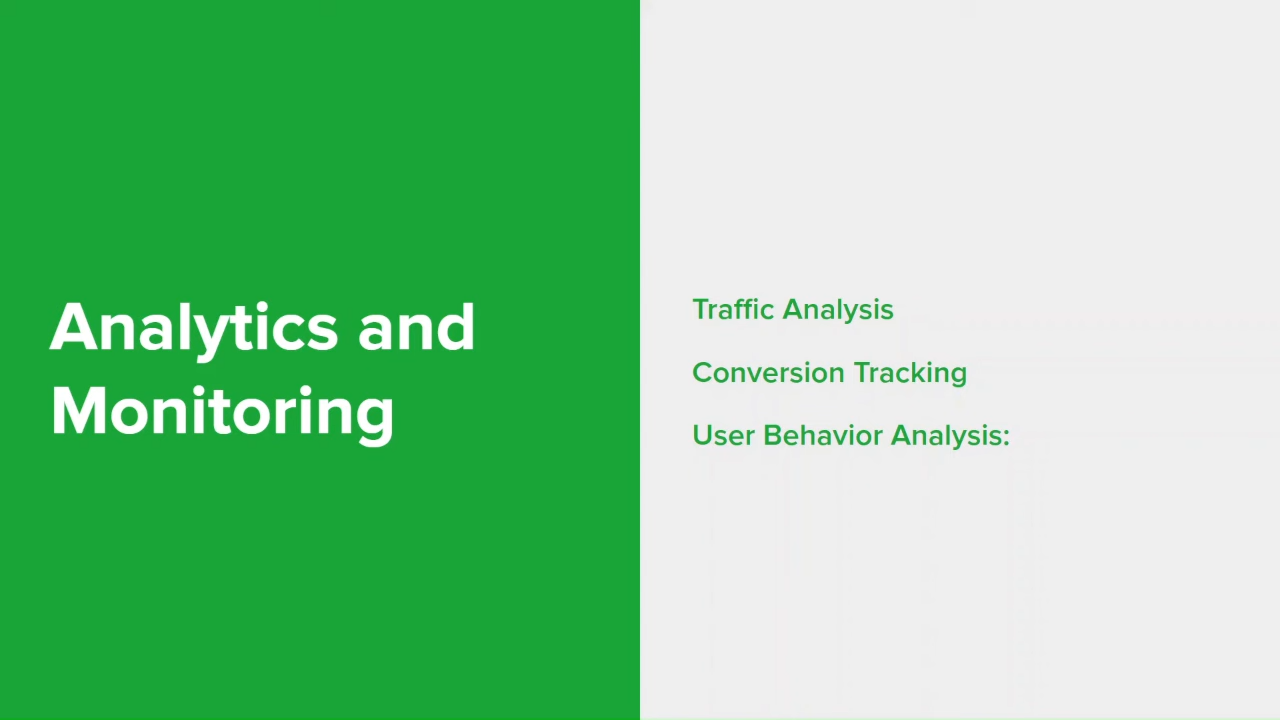 Analytics and
Monitoring
Traffic Analysis
Conversion Tracking
User Behavior Analysis: